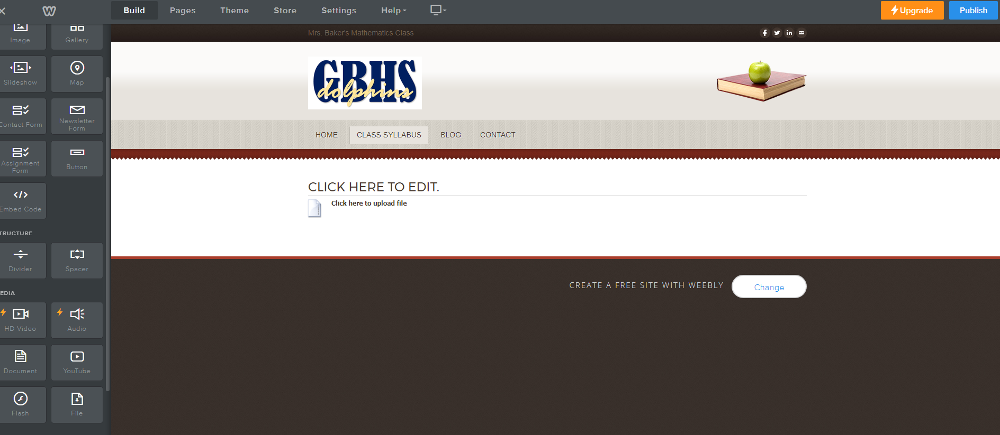 Build Pages Theme Store Settings Help Upgrade Publish
Image Gallery
Slideshow Map
Contact Form Newsletter Form
Assignment Form Button
</> Embed Code
TRUCTURE
Divider Spacer
EDIA
HD Video Audio
Document YouTube
Flash File
Mrs. Baker's Mathematics Class
GBHS
dolphins
HOME CLASS SYLLABUS BLOG CONTACT
CLICK HERE TO EDIT.
Click here to upload file
CREATE A FREE SITE WITH WEEBLY Change